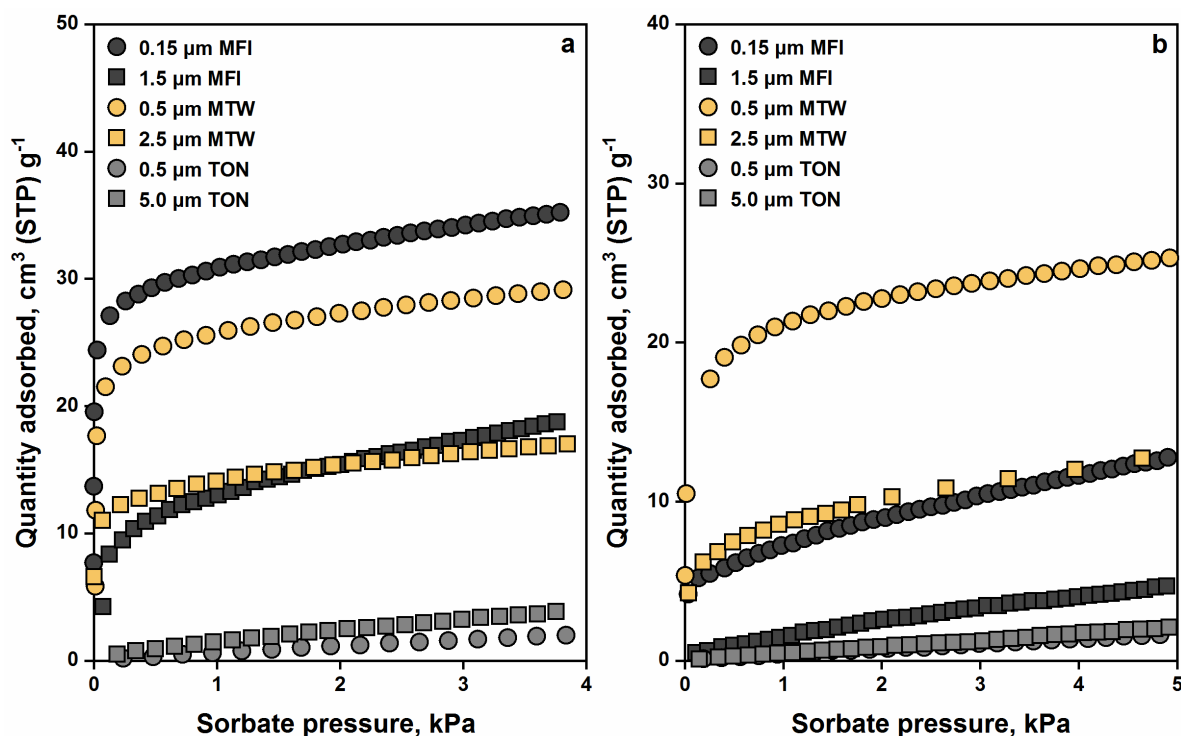 a
0.15 µm MFI
1.5 µm MFI
0.5 µm MTW
2.5 µm MTW
0.5 µm TON
5.0 µm TON
Quantity adsorbed, cm³ (STP) g⁻¹
50
40
30
20
10
0
0 1 2 3 4
Sorbate pressure, kPa
b
0.15 µm MFI
1.5 µm MFI
0.5 µm MTW
2.5 µm MTW
0.5 µm TON
5.0 µm TON
Quantity adsorbed, cm³ (STP) g⁻¹
40
30
20
10
0
0 1 2 3 4 5
Sorbate pressure, kPa